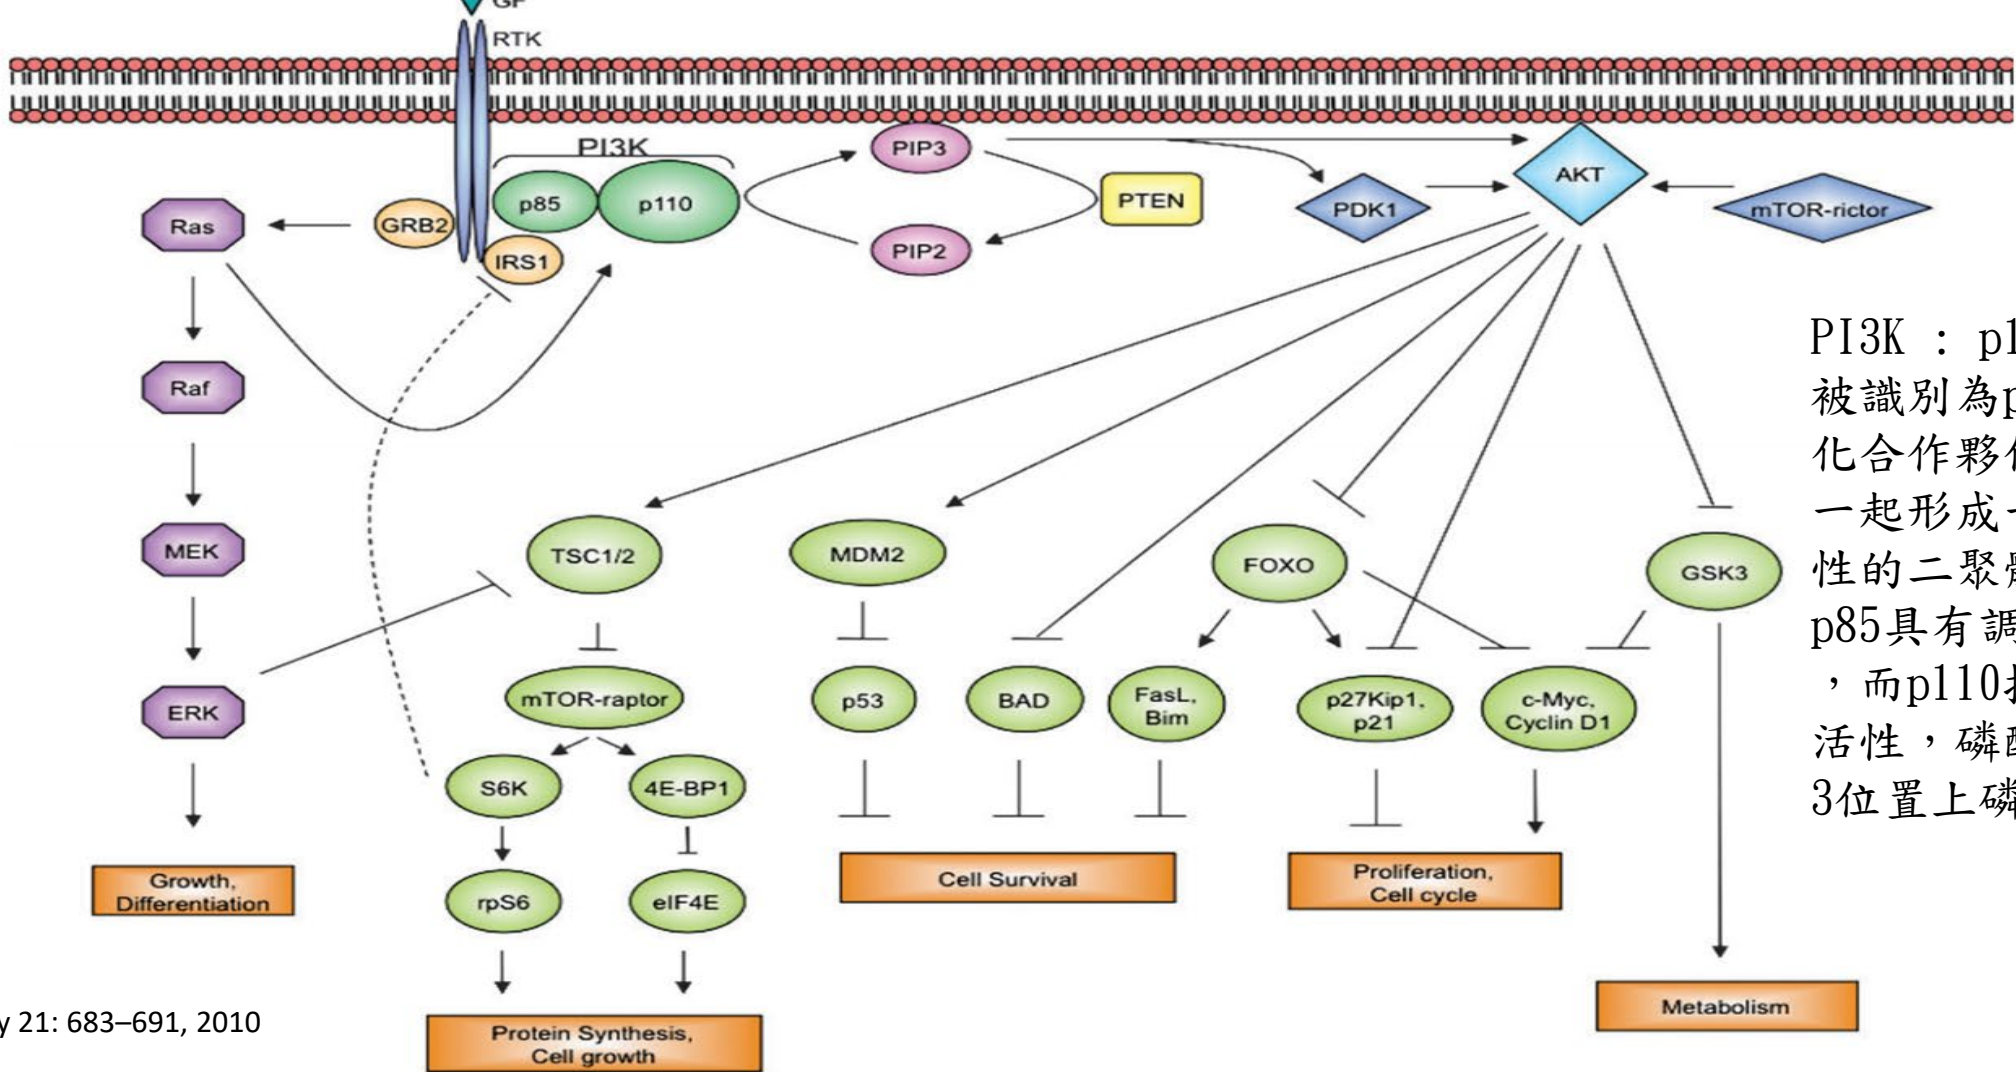 GF
RTK
PI3K
PIP3
AKT
p85
p110
PTEN
PDK1
mTOR-rictor
Ras
GRB2
IRS1
PIP2
Raf
MEK
TSC1/2
MDM2
FOXO
GSK3
ERK
mTOR-raptor
p53
BAD
FasL,
Bim
p27Kip1,
p21
c-Myc,
Cyclin D1
S6K
4E-BP1
Growth,
Differentiation
rpS6
eIF4E
Cell Survival
Proliferation,
Cell cycle
Metabolism
Protein Synthesis,
Cell growth
PI3K : p1
被識別為p
化合作夥
一起形成
性的二聚
p85具有調
,而p110
活性,磷
3位置上磷
y 21: 683–691, 2010